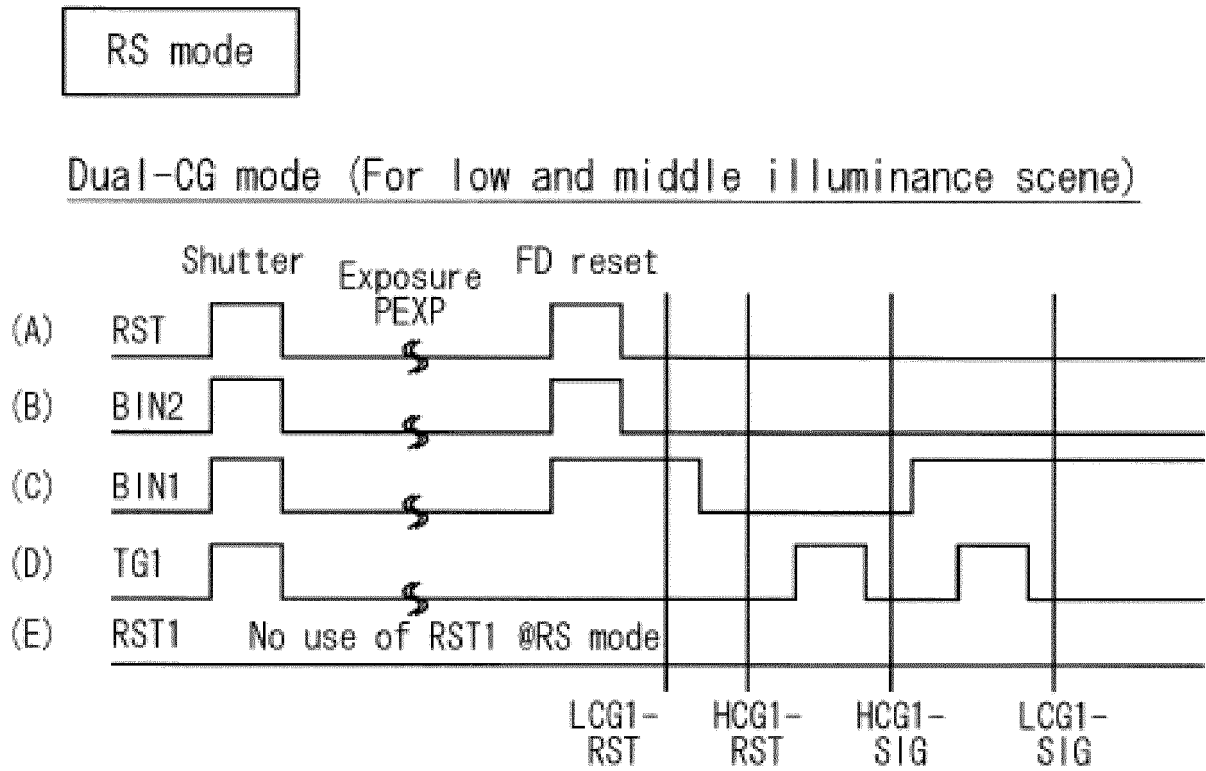 RS mode
Dual-CG mode (For low and middle illuminance scene)
Shutter
Exposure
PEXP
FD reset
(A) RST
(B) BIN2
(C) BIN1
(D) TG1
(E) RST1 No use of RST1 @RS mode
LCG1-
RST
HCG1-
RST
HCG1-
SIG
LCG1-
SIG